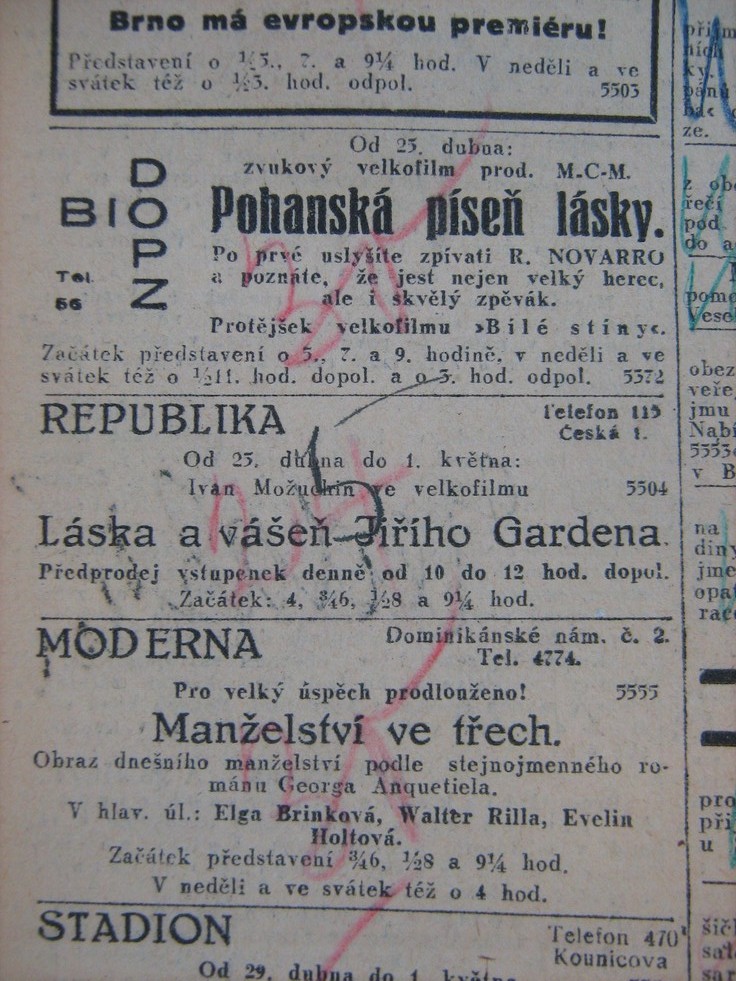 Brno má evropskou premiéru!
Představení o ½5., 7. a 9¼ hod. V neděli a ve
svátek též o ½3. hod. odpol. 5503
Od 25. dubna:
zvukový velkofilm prod. M.-C-M.
BIO DOPZ
Pohanská píseň lásky.
Po prvé uslyšíte zpívati R. NOVARRO
a poznáte, že jest nejen velký herec,
Tel. 56
ale i skvělý zpěvák.
Protějšek velkofilmu »Bílé stíny«.
Začátek představení o 5., 7. a 9. hodině, v neděli a ve
svátek též o ½11. hod. dopol. a o 3. hod. odpol. 5372
REPUBLIKA
Telefon 115
Česká 1.
Od 25. dubna do 1. května:
Ivan Možuchin ve velkofilmu 5504
Láska a vášeň Jiřího Gardena.
Předprodej vstupenek denně od 10 do 12 hod. dopol.
Začátek: 4, ¾6, ½8 a 9¼ hod.
MODERNA
Dominikánské nám. č. 2.
Tel. 4774.
Pro velký úspěch prodlonženo! 5555
Manželství ve třech.
Obraz dnešního manželství podle stejnojmenného ro-
mánu Georga Anquetiela.
V hlav. úl.: Elga Brinková, Walter Rilla, Evelin
Holtová.
Začátek představení ¾6, ½8 a 9¼ hod.
V neděli a ve svátek též o 4 hod.
STADION
Telefon 470
Kounicova
Od 29. dubna do 1. května